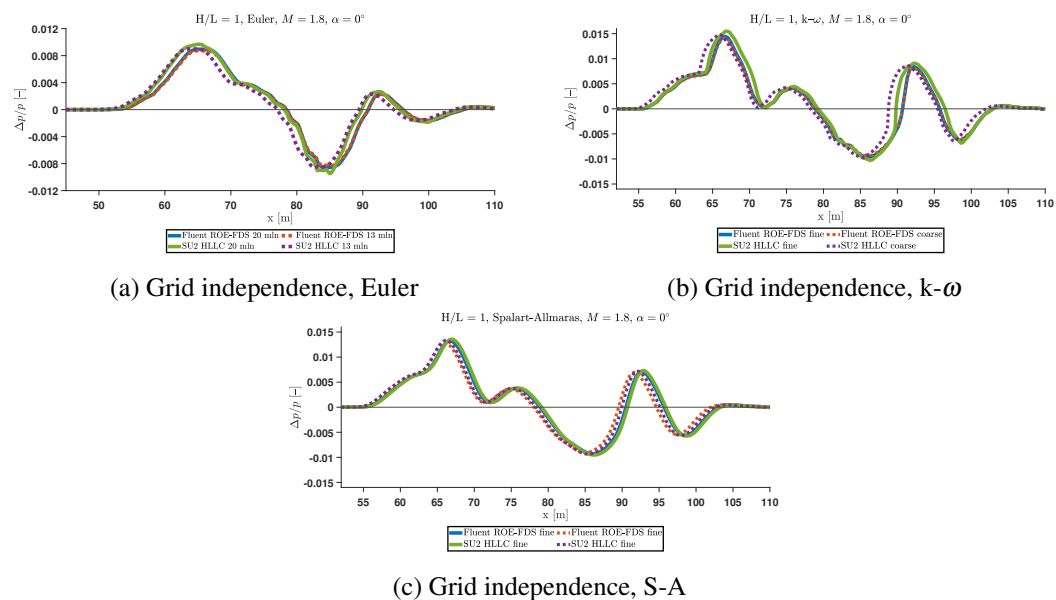 H/L = 1, Euler, M = 1.8, α = 0°
0.012
0.008
0.004
0
-0.004
-0.008
-0.012
Δp/p [–]
50 60 70 80 90 100 110
x [m]
Fluent ROE-FDS 20 mln Fluent ROE-FDS 13 mln
SU2 HLLC 20 mln SU2 HLLC 13 mln
(a) Grid independence, Euler
H/L = 1, k-ω, M = 1.8, α = 0°
0.015
0.01
0.005
0
-0.005
-0.01
-0.015
Δp/p [–]
55 60 65 70 75 80 85 90 95 100 105 110
x [m]
Fluent ROE-FDS fine Fluent ROE-FDS coarse
SU2 HLLC fine SU2 HLLC coarse
(b) Grid independence, k-ω
H/L = 1, Spalart–Allmaras, M = 1.8, α = 0°
0.015
0.01
0.005
0
-0.005
-0.01
-0.015
Δp/p [–]
55 60 65 70 75 80 85 90 95 100 105 110
x [m]
Fluent ROE-FDS fine Fluent ROE-FDS fine
SU2 HLLC fine SU2 HLLC fine
(c) Grid independence, S-A